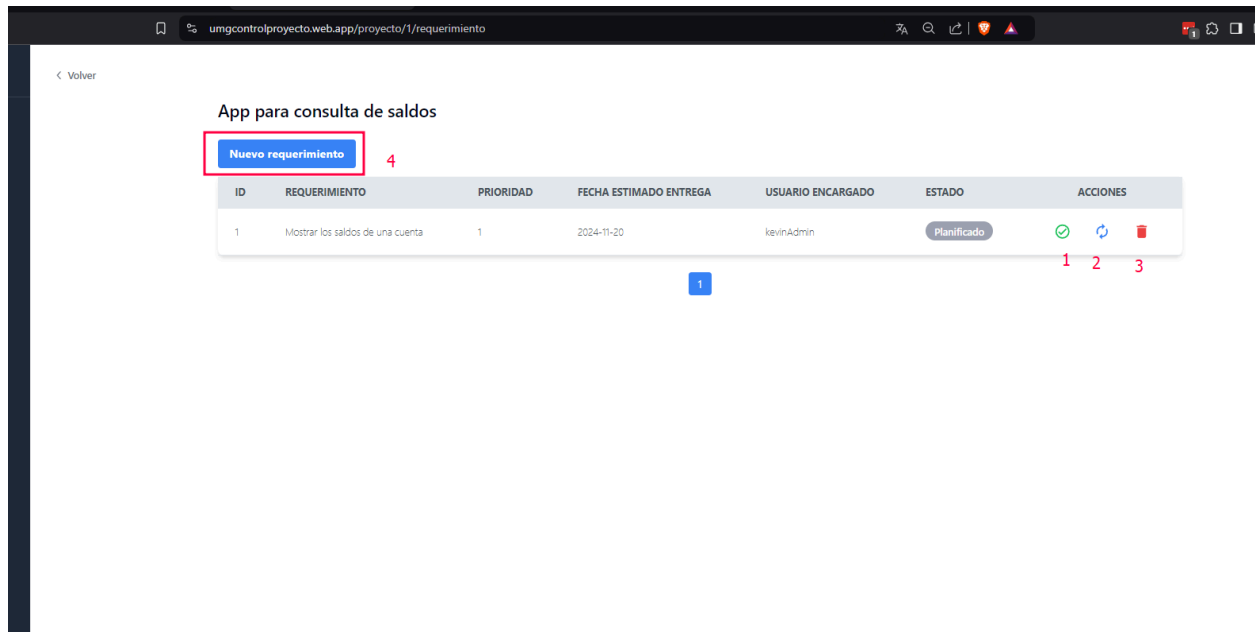 umgcontrolproyecto.web.app/proyecto/1/requerimiento
1
Volver
App para consulta de saldos
Nuevo requerimiento
4
ID REQUERIMIENTO PRIORIDAD FECHA ESTIMADO ENTREGA USUARIO ENCARGADO ESTADO ACCIONES
1 Mostrar los saldos de una cuenta 1 2024-11-20 kevinAdmin Planificado
1 2 3
1